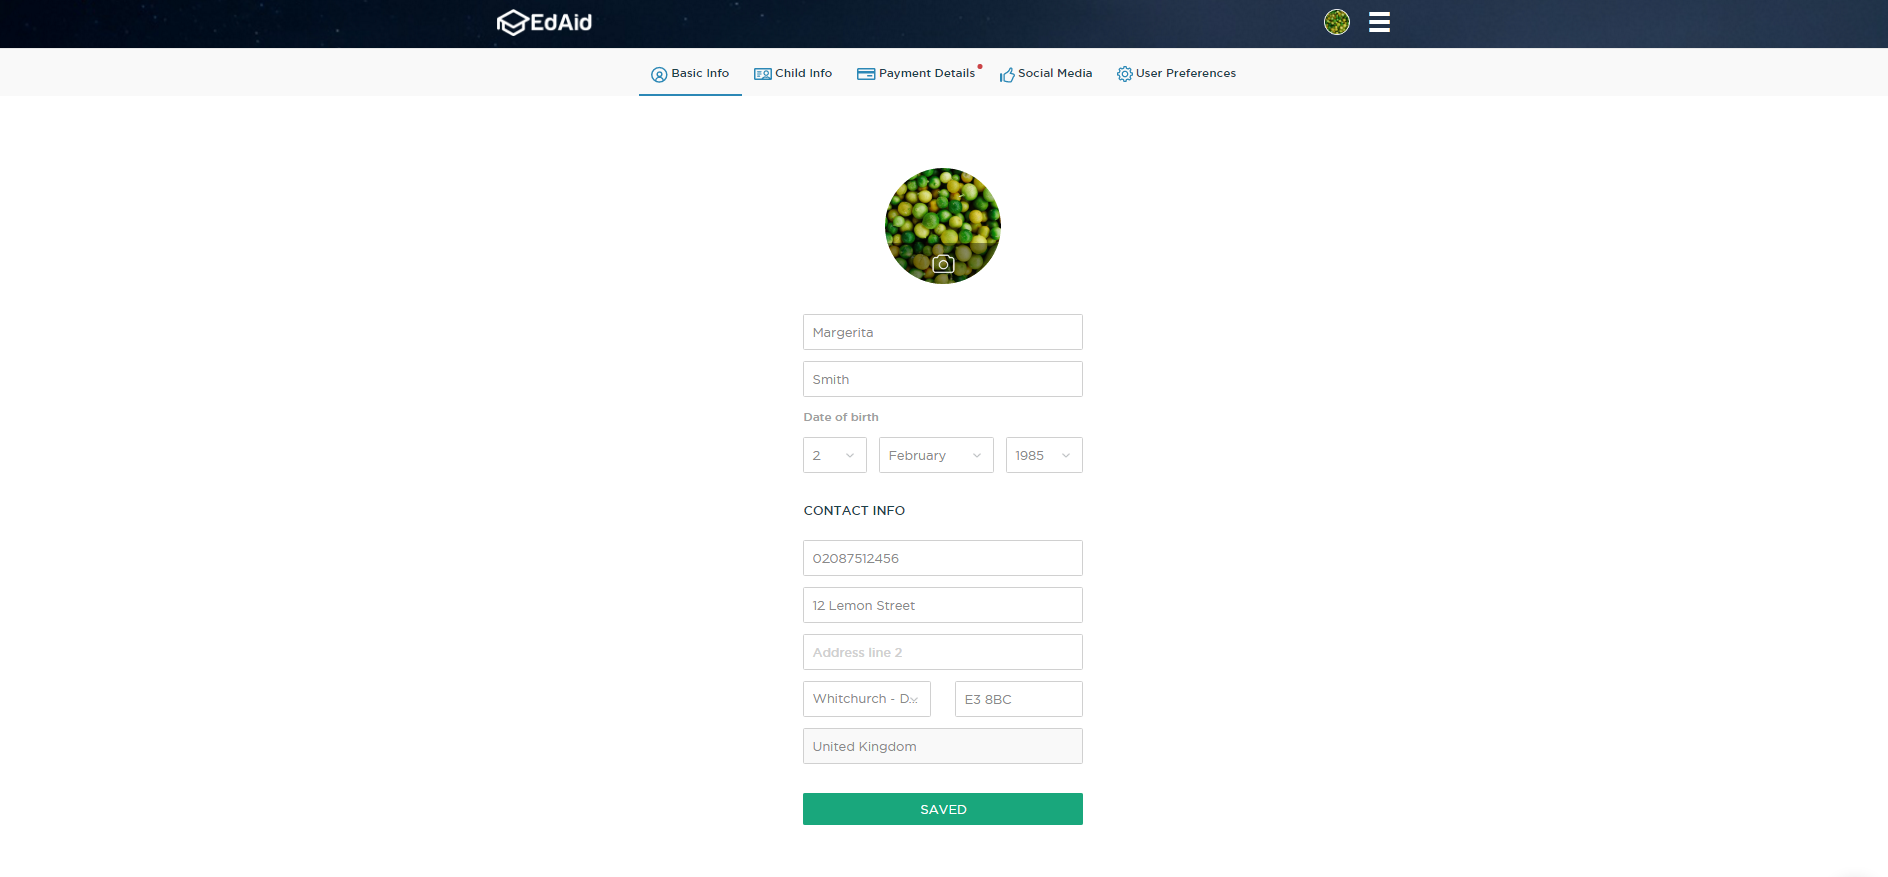 EdAid
Basic Info Child Info Payment Details Social Media User Preferences
Margerita
Smith
Date of birth
2 February 1985
CONTACT INFO
02087512456
12 Lemon Street
Address line 2
Whitchurch - D... E3 8BC
United Kingdom
SAVED